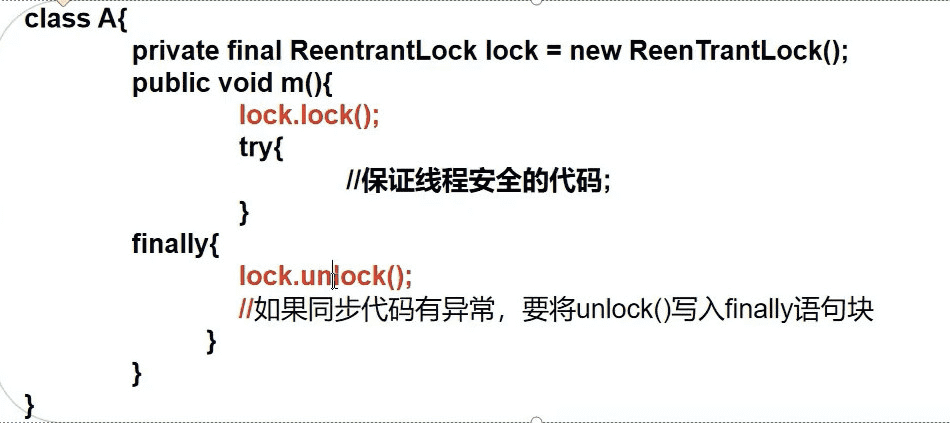 class A{
private final ReentrantLock lock = new ReenTrantLock();
public void m(){
lock.lock();
try{
//保证线程安全的代码;
}
finally{
lock.unlock();
//如果同步代码有异常，要将unlock()写入finally语句块
}
}
}